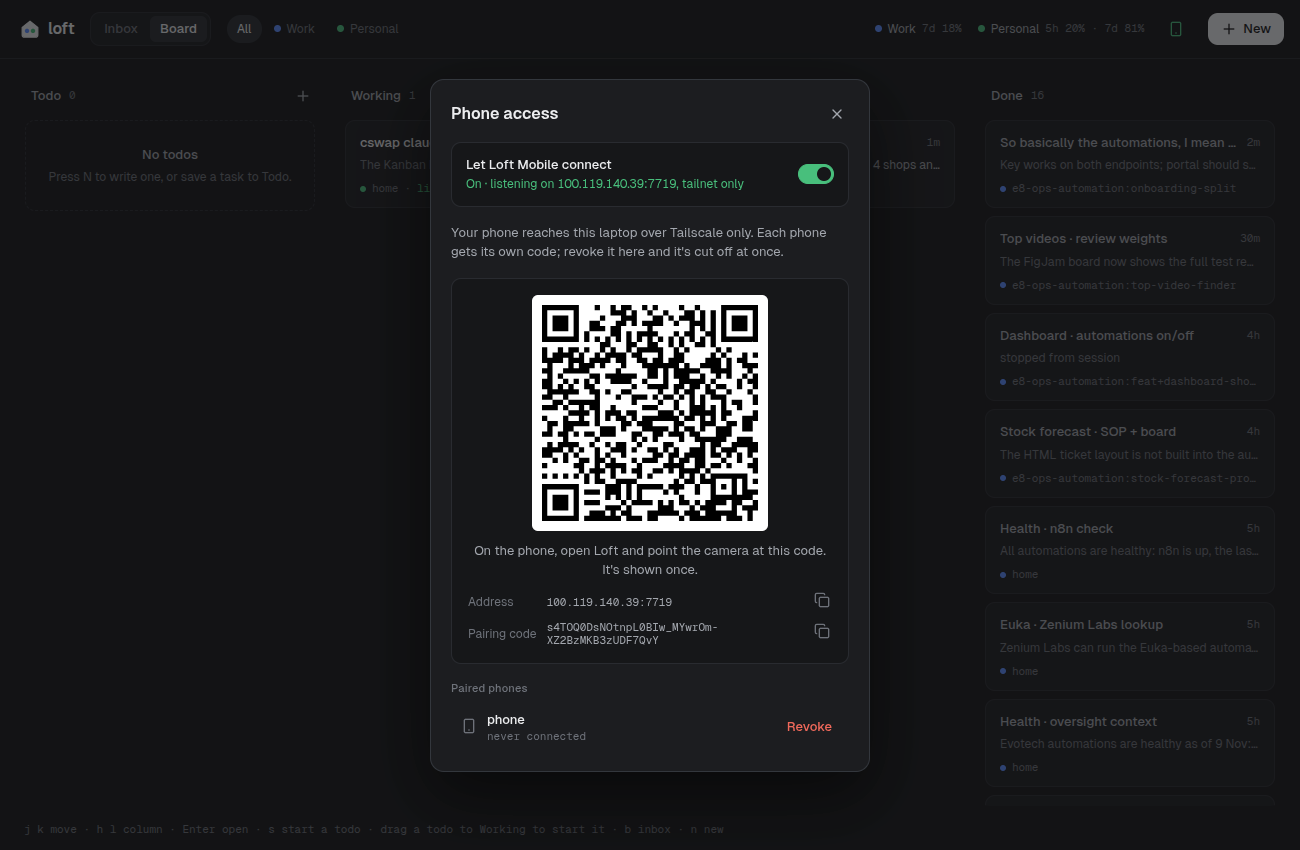 loft
Inbox
Board
All
Work
Personal
Work 7d 18%
Personal 5h 20% · 7d 81%
New
Todo 0
No todos
Press N to write one, or save a task to Todo.
Working 1
cswap clau
The Kanban
home · li
1m
4 shops an…
Phone access
Let Loft Mobile connect
On · listening on 100.119.140.39:7719, tailnet only
Your phone reaches this laptop over Tailscale only. Each phone
gets its own code; revoke it here and it's cut off at once.
On the phone, open Loft and point the camera at this code.
It's shown once.
Address 100.119.140.39:7719
Pairing code s4TOQ0DsNOtnpL0BIw_MYwrOm-
XZ2BzMKB3zUDF7QvY
Paired phones
phone
never connected
Revoke
Done 16
So basically the automations, I mean … 2m
Key works on both endpoints; portal should s…
e8-ops-automation:onboarding-split
Top videos · review weights 30m
The FigJam board now shows the full test re…
e8-ops-automation:top-video-finder
Dashboard · automations on/off 4h
stopped from session
e8-ops-automation:feat+dashboard-sho…
Stock forecast · SOP + board 4h
The HTML ticket layout is not built into the au…
e8-ops-automation:stock-forecast-pro…
Health · n8n check 5h
All automations are healthy: n8n is up, the las…
home
Euka · Zenium Labs lookup 5h
Zenium Labs can run the Euka-based automa…
home
Health · oversight context 5h
Evotech automations are healthy as of 9 Nov:…
home
j k move · h l column · Enter open · s start a todo · drag a todo to Working to start it · b inbox · n new